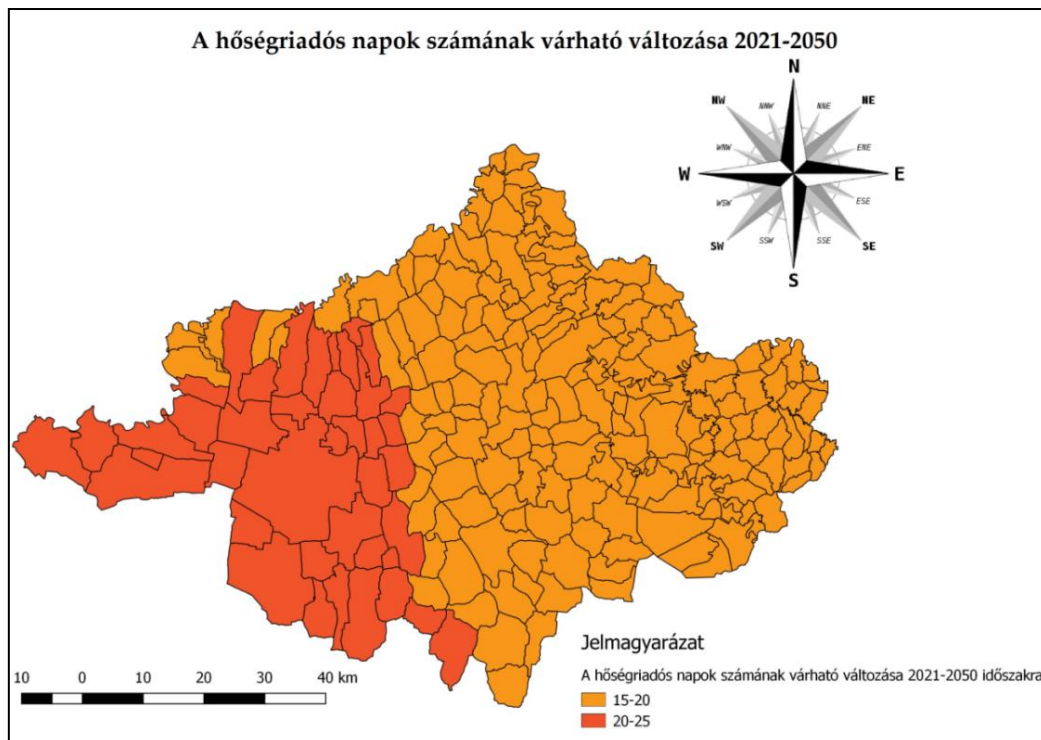 A hőségriadós napok számának várható változása 2021-2050
N
NNW
NNE
NW
NE
WNW
ENE
W
E
WSW
ESE
SW
SE
SSW
SSE
S
Jelmagyarázat
A hőségriadós napok számának várható változása 2021-2050 időszakra
15-20
20-25
10 0 10 20 30 40 km